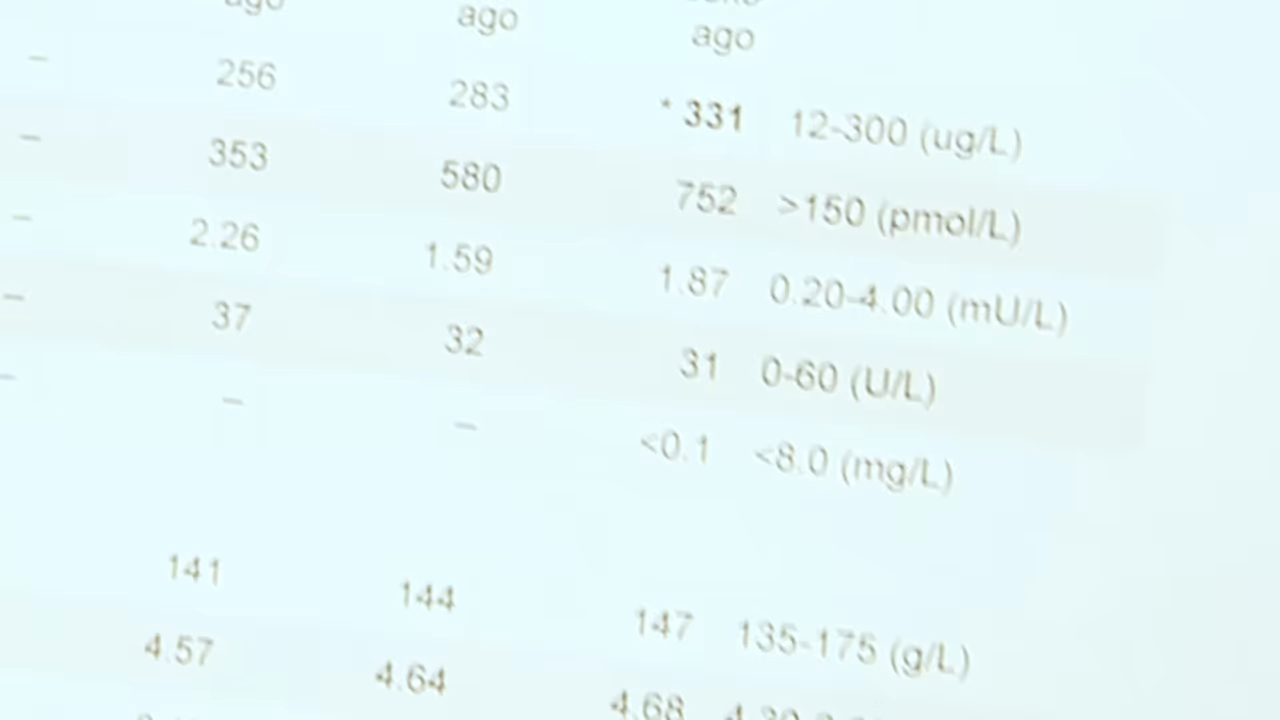 ago ago ago
– 256 283 * 331 12-300 (ug/L)
– 353 580 752 >150 (pmol/L)
– 2.26 1.59 1.87 0.20-4.00 (mU/L)
– 37 32 31 0-60 (U/L)
– – – <0.1 <8.0 (mg/L)
141 144 147 135-175 (g/L)
4.57 4.64 4.68